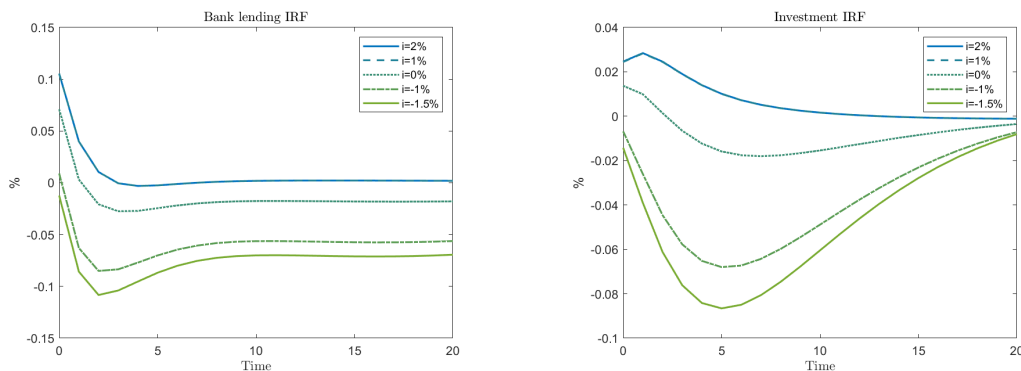 Bank lending IRF
0.15
0.1
0.05
0
-0.05
-0.1
-0.15
%
0
5
10
15
20
Time
i=2%
i=1%
i=0%
i=-1%
i=-1.5%
Investment IRF
0.04
0.02
0
-0.02
-0.04
-0.06
-0.08
-0.1
%
0
5
10
15
20
Time
i=2%
i=1%
i=0%
i=-1%
i=-1.5%